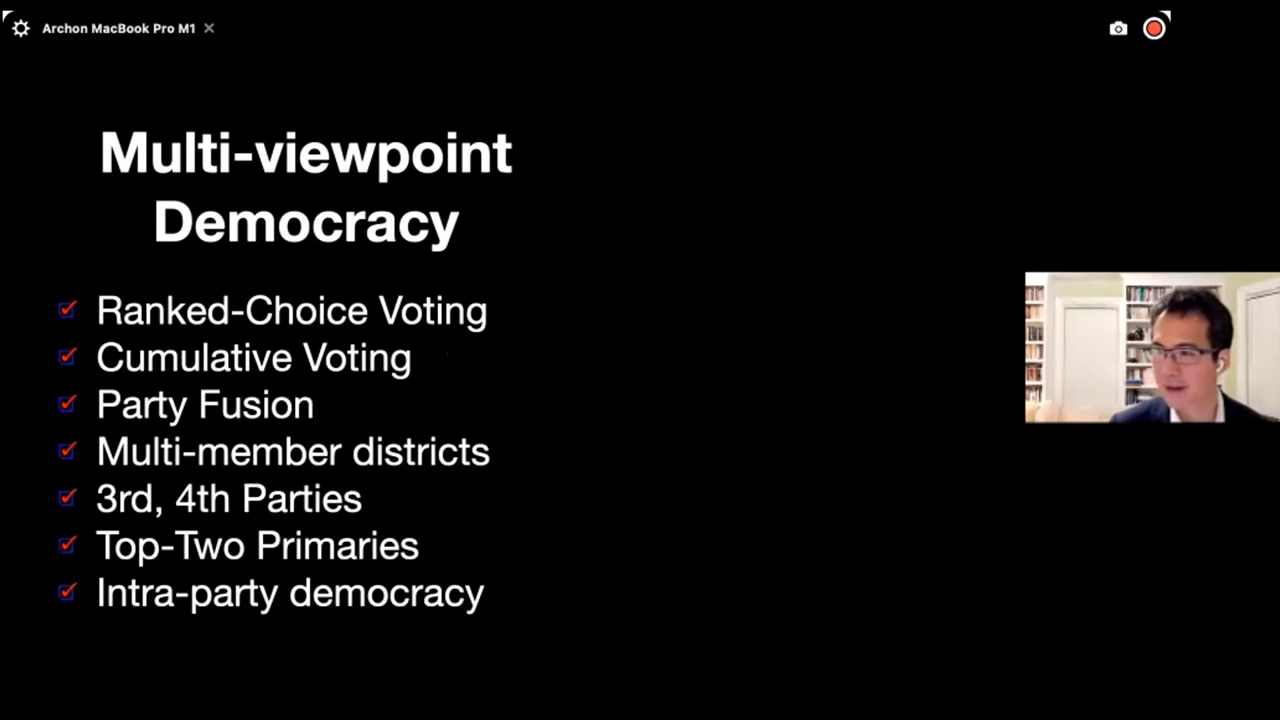 Archon MacBook Pro M1
Multi-viewpoint
Democracy
Ranked-Choice Voting
Cumulative Voting
Party Fusion
Multi-member districts
3rd, 4th Parties
Top-Two Primaries
Intra-party democracy